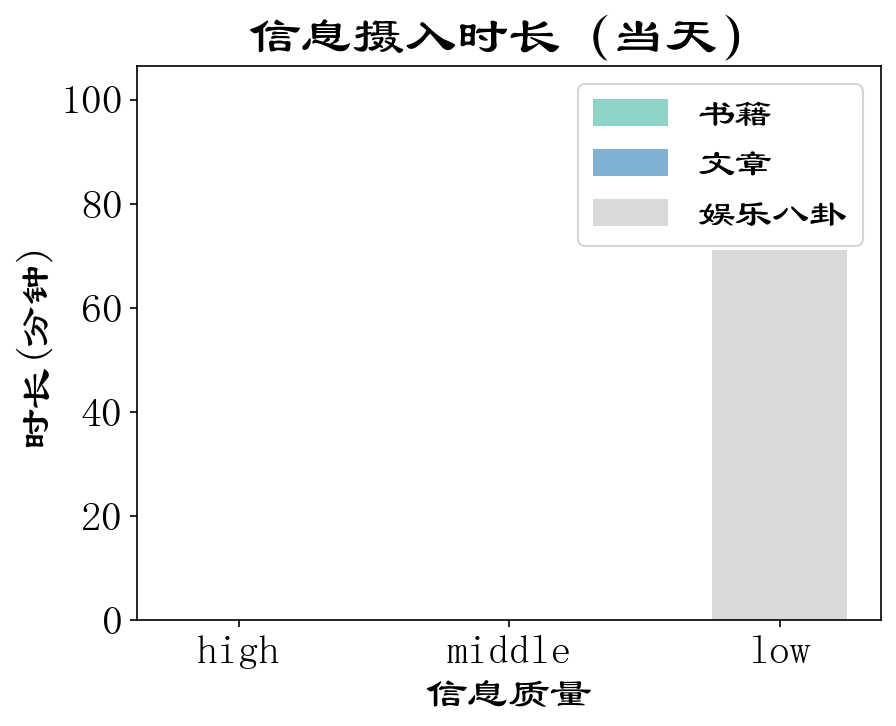 信息摄入时长 (当天)
书籍
文章
娱乐八卦
时长(分钟)
100
80
60
40
20
0
high middle low
信息质量